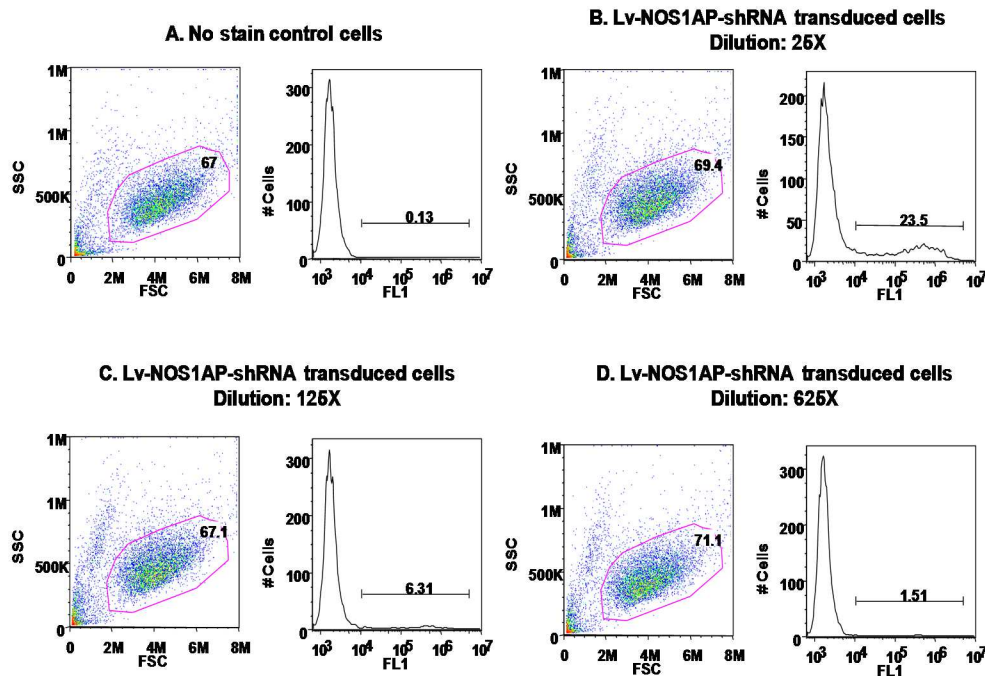 A. No stain control cells
1M
1M
500K
0
SSC
67
0 2M 4M 6M 8M
FSC
300
200
100
0
# Cells
0.13
10³ 10⁴ 10⁵ 10⁶ 10⁷
FL1
B. Lv-NOS1AP-shRNA transduced cells
Dilution: 25X
1M
1M
500K
0
SSC
69.4
0 2M 4M 6M 8M
FSC
200
150
100
50
0
# Cells
23.5
10³ 10⁴ 10⁵ 10⁶ 10⁷
FL1
C. Lv-NOS1AP-shRNA transduced cells
Dilution: 125X
1M
1M
500K
0
SSC
67.1
0 2M 4M 6M 8M
FSC
300
200
100
0
# Cells
6.31
10³ 10⁴ 10⁵ 10⁶ 10⁷
FL1
D. Lv-NOS1AP-shRNA transduced cells
Dilution: 625X
1M
1M
500K
0
SSC
71.1
0 2M 4M 6M 8M
FSC
300
200
100
0
# Cells
1.51
10³ 10⁴ 10⁵ 10⁶ 10⁷
FL1